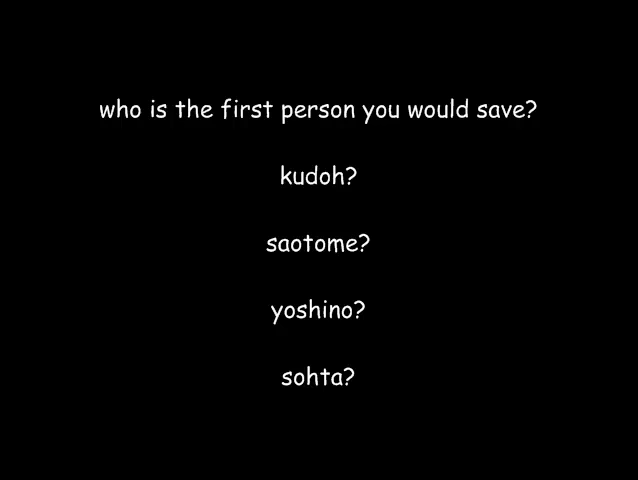 who is the first person you would save?
kudoh?
saotome?
yoshino?
sohta?